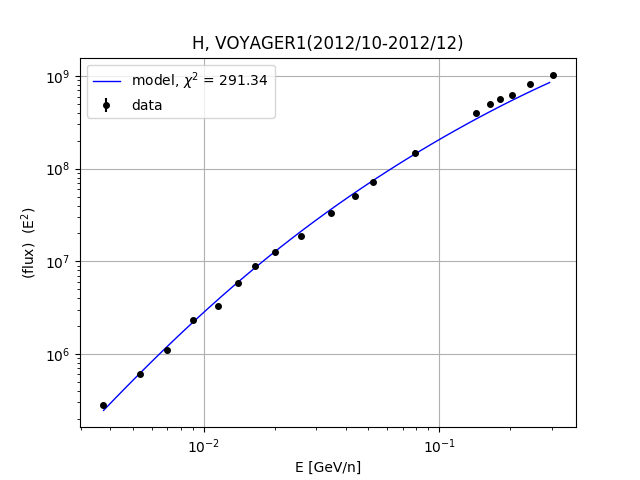 H, VOYAGER1(2012/10-2012/12)
model, χ² = 291.34
data
(flux) (E²)
10⁹
10⁸
10⁷
10⁶
10⁻²
10⁻¹
E [GeV/n]